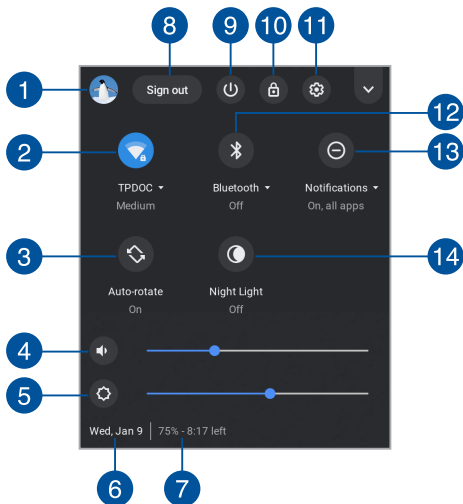 8 9 10 11
1 Sign out
12
2 13
TPDOC Bluetooth Notifications
Medium Off On, all apps
3 14
Auto-rotate Night Light
On Off
4
5
Wed, Jan 9 75% - 8:17 left
6 7